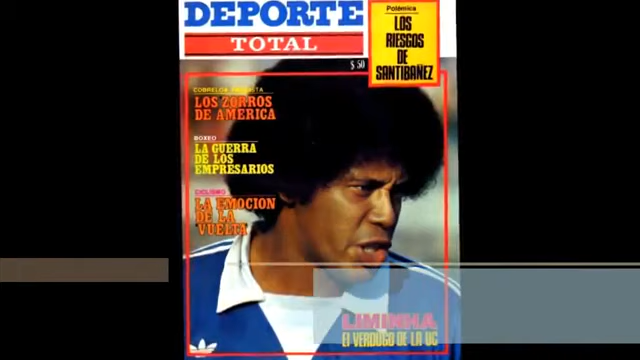 DEPORTE
TOTAL
$ 50
Polémica
LOS
RIESGOS
DE
SANTIBAÑEZ
LOS ZORROS
DE AMERICA
BOXEO
LA GUERRA
DE LOS
EMPRESARIOS
CICLISMO
LA EMOCION
DE LA
VUELTA
LIMINHA
EL VERDUGO DE LA UC